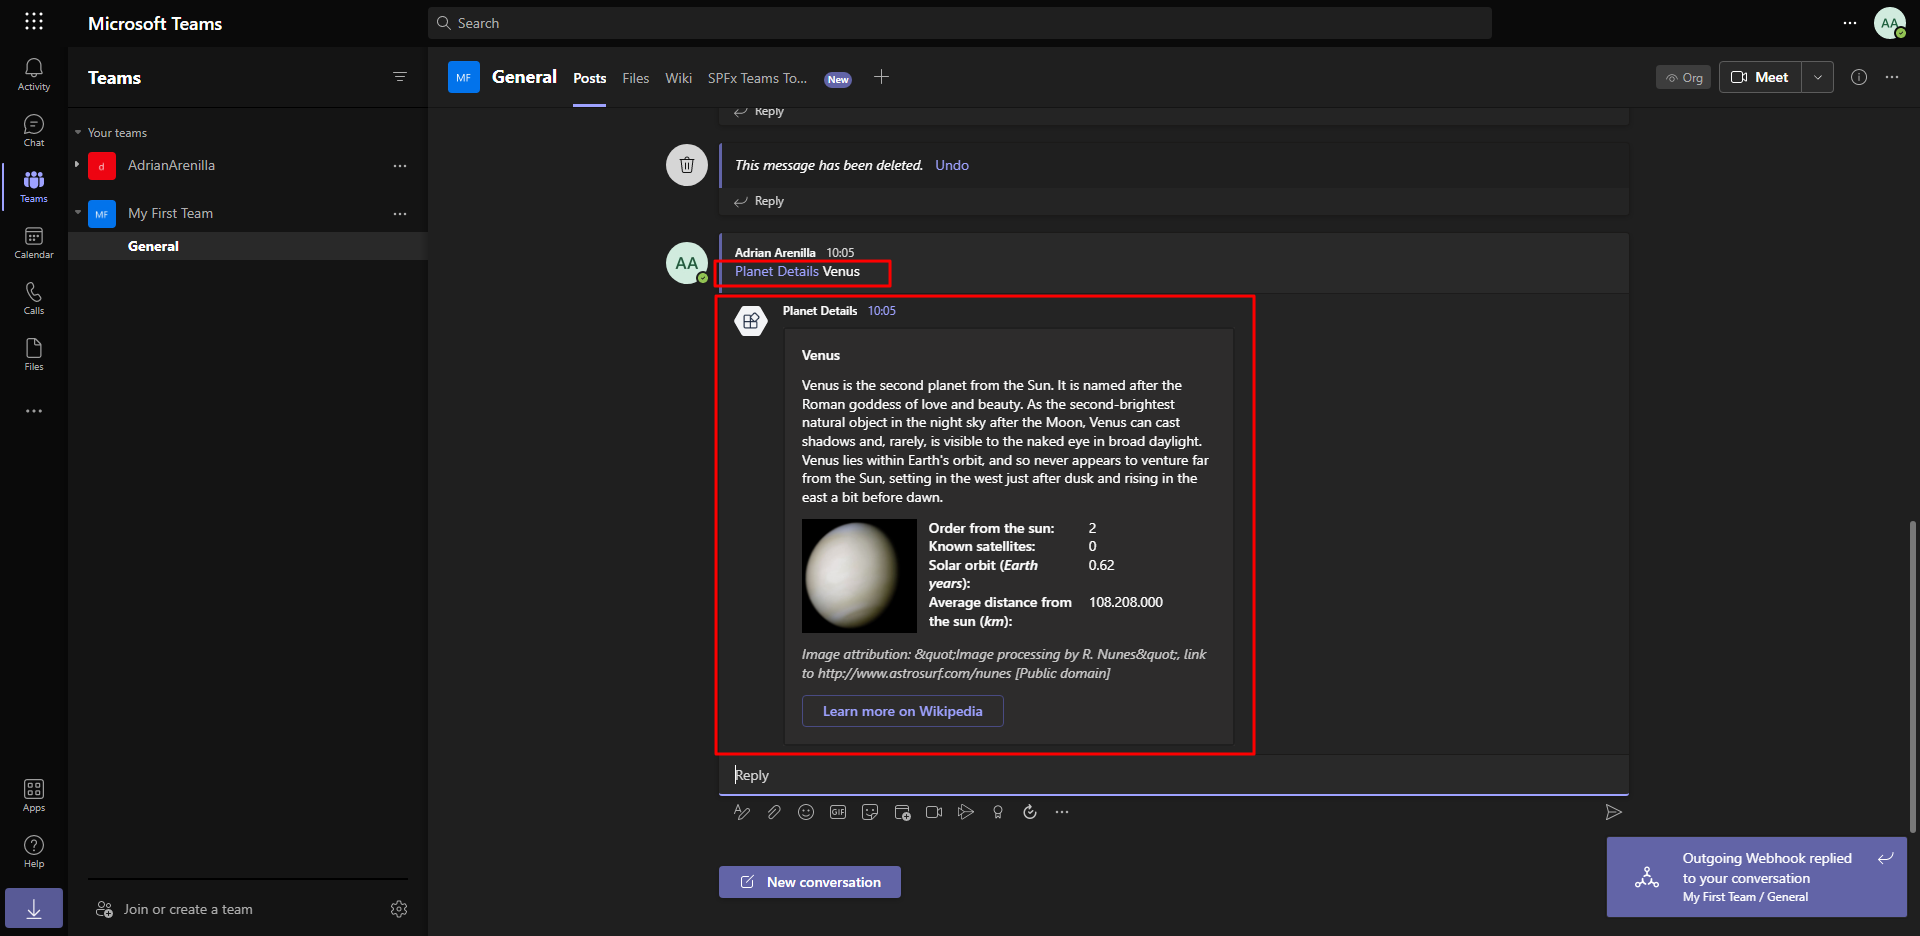 Microsoft Teams
Search
AA
Activity
Chat
Teams
Calendar
Calls
Files
Apps
Help
Teams
Your teams
d AdrianArenilla
MF My First Team
General
Join or create a team
MF General Posts Files Wiki SPFx Teams To... New
Org Meet
Reply
This message has been deleted. Undo
Reply
AA
Adrian Arenilla 10:05
Planet Details Venus
Planet Details 10:05
Venus
Venus is the second planet from the Sun. It is named after the
Roman goddess of love and beauty. As the second-brightest
natural object in the night sky after the Moon, Venus can cast
shadows and, rarely, is visible to the naked eye in broad daylight.
Venus lies within Earth's orbit, and so never appears to venture far
from the Sun, setting in the west just after dusk and rising in the
east a bit before dawn.
Order from the sun: 2
Known satellites: 0
Solar orbit (Earth 0.62
years):
Average distance from 108.208.000
the sun (km):
Image attribution: &quot;Image processing by R. Nunes&quot;, link
to http://www.astrosurf.com/nunes [Public domain]
Learn more on Wikipedia
Reply
GIF
New conversation
Outgoing Webhook replied
to your conversation
My First Team / General